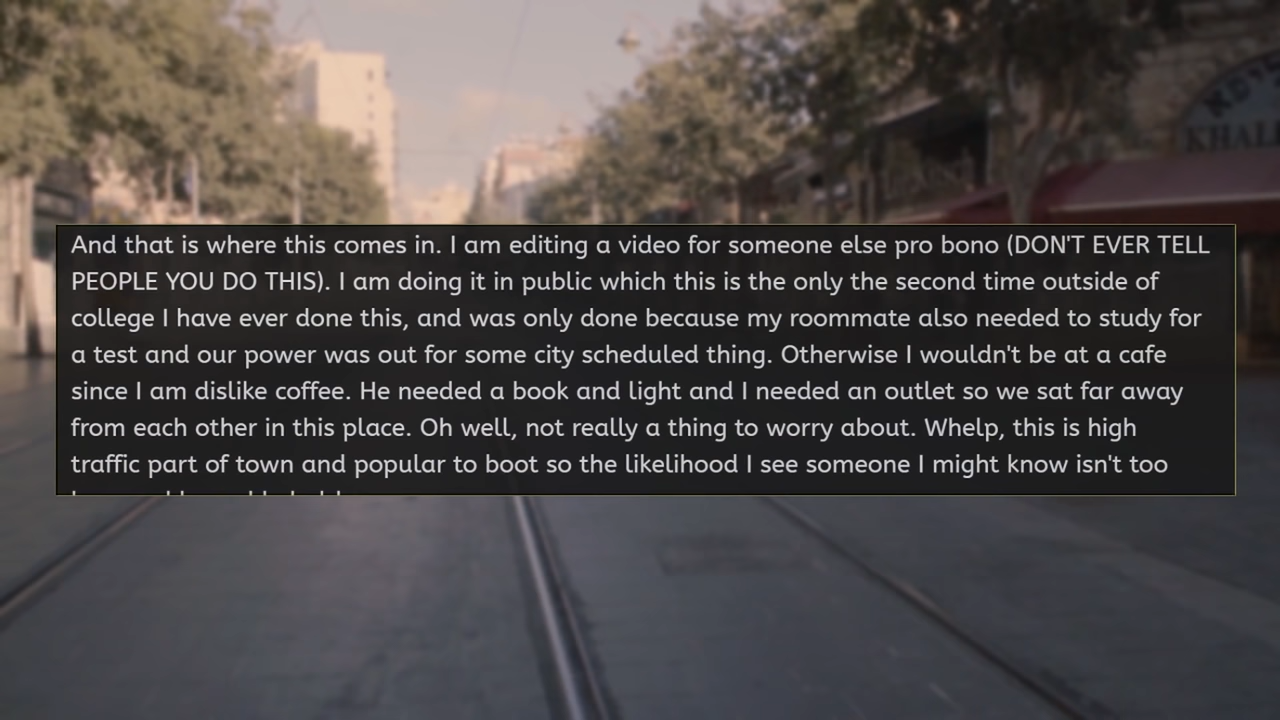 KHAL
And that is where this comes in. I am editing a video for someone else pro bono (DON'T EVER TELL
PEOPLE YOU DO THIS). I am doing it in public which this is the only the second time outside of
college I have ever done this, and was only done because my roommate also needed to study for
a test and our power was out for some city scheduled thing. Otherwise I wouldn't be at a cafe
since I am dislike coffee. He needed a book and light and I needed an outlet so we sat far away
from each other in this place. Oh well, not really a thing to worry about. Whelp, this is high
traffic part of town and popular to boot so the likelihood I see someone I might know isn't too